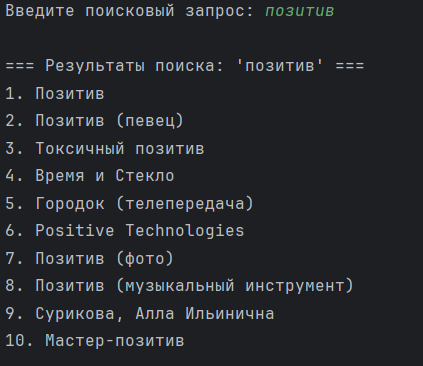 Введите поисковый запрос: позитив
=== Результаты поиска: 'позитив' ===
1. Позитив
2. Позитив (певец)
3. Токсичный позитив
4. Время и Стекло
5. Городок (телепередача)
6. Positive Technologies
7. Позитив (фото)
8. Позитив (музыкальный инструмент)
9. Сурикова, Алла Ильинична
10. Мастер-позитив